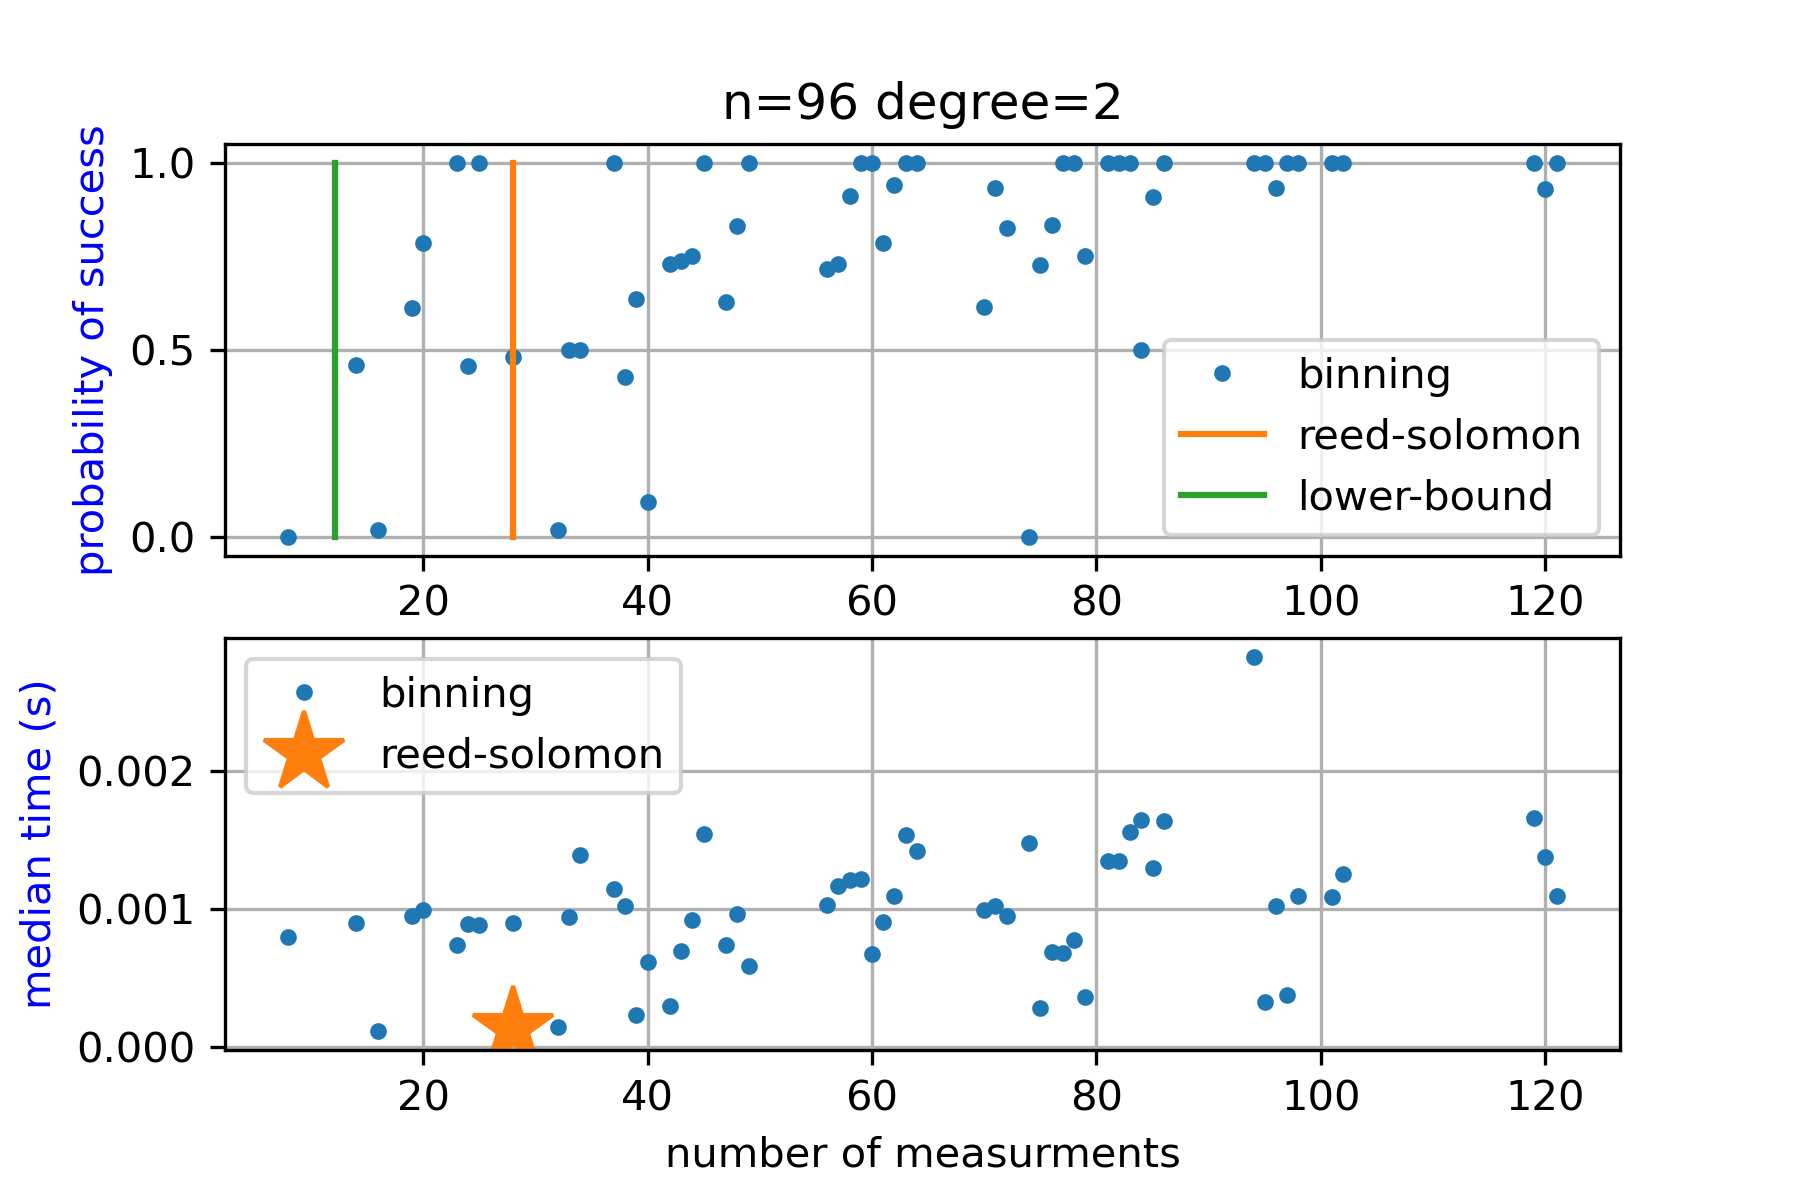 n=96 degree=2
probability of success
1.0
0.5
0.0
binning
reed-solomon
lower-bound
20 40 60 80 100 120
median time (s)
binning
reed-solomon
0.002
0.001
0.000
20 40 60 80 100 120
number of measurments